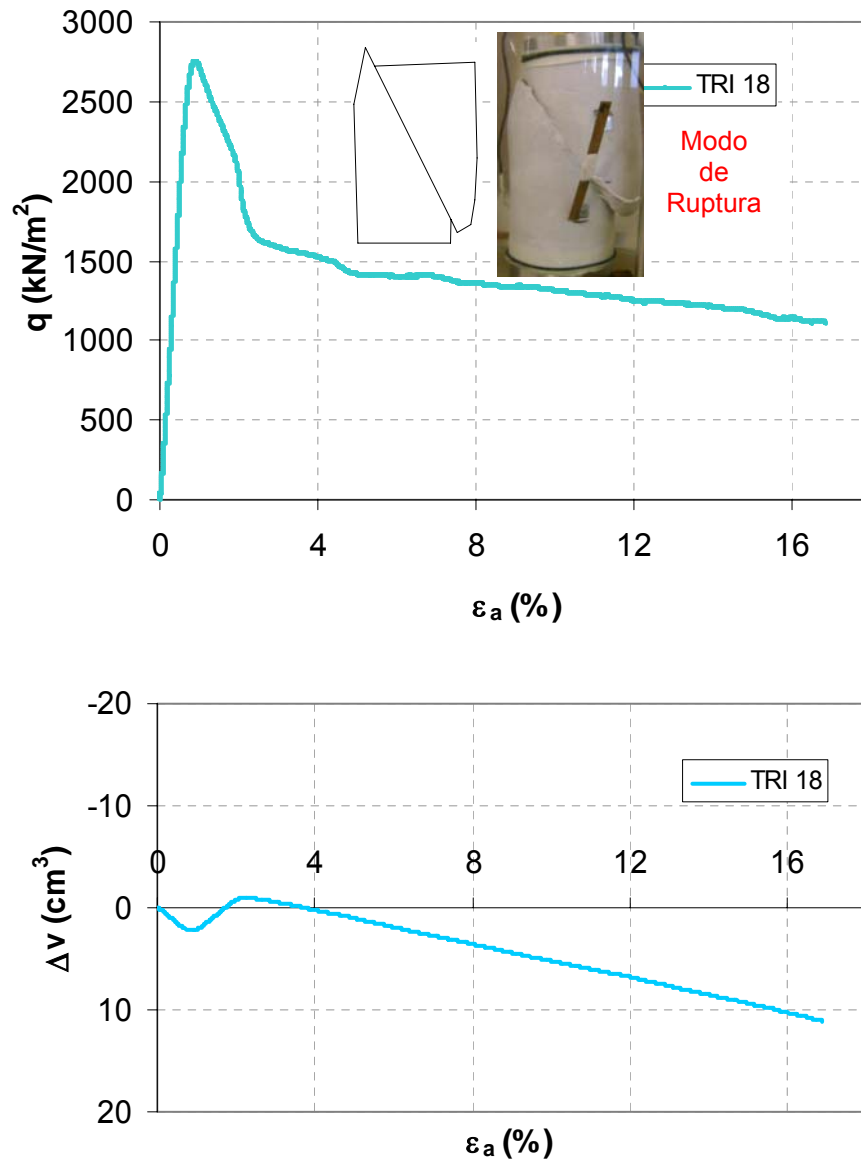 3000
2500
2000
1500
1000
500
0
q (kN/m²)
TRI 18
Modo
de
Ruptura
0 4 8 12 16
εa (%)
-20
-10
0
10
20
Δv (cm³)
TRI 18
0 4 8 12 16
εa (%)